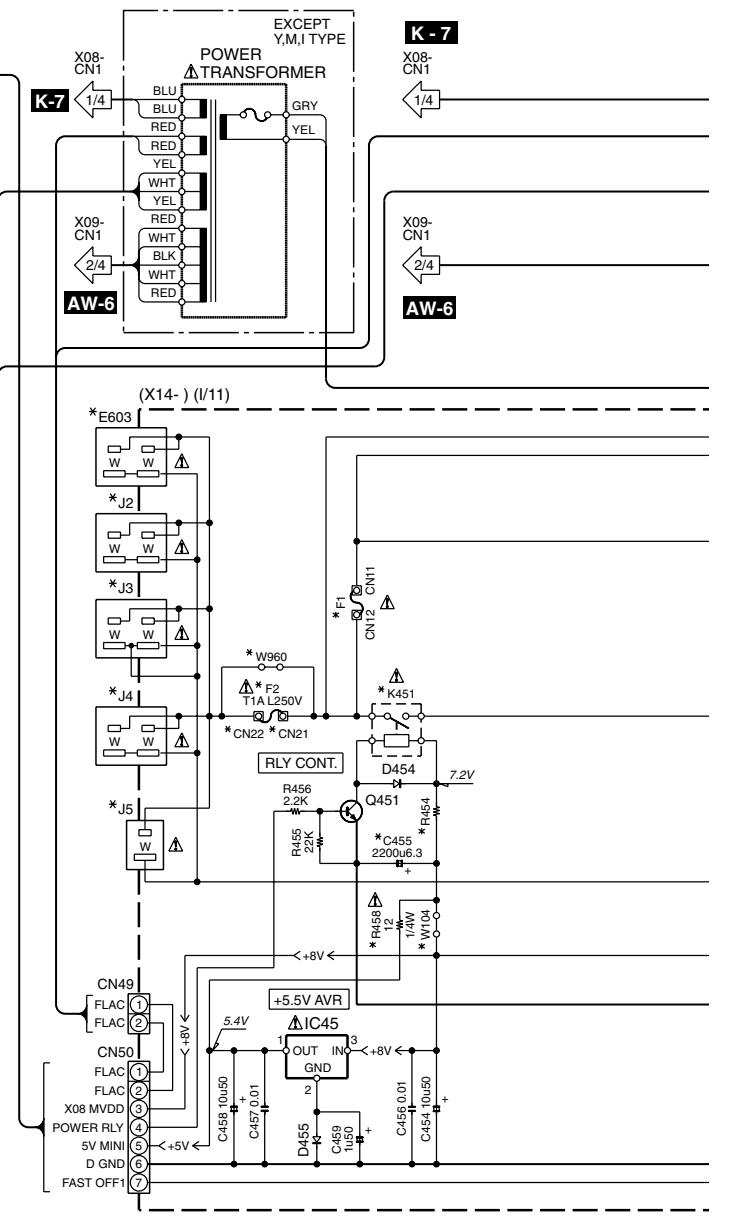 EXCEPT
Y,M,I TYPE
K - 7
X08-
CN1
POWER
TRANSFORMER
X08-
CN1
K-7
1/4
BLU
BLU
RED
RED
YEL
WHT
YEL
RED
WHT
BLK
WHT
RED
GRY
YEL
1/4
X09-
CN1
2/4
AW-6
X09-
CN1
2/4
AW-6
(X14- ) (I/11)
*E603
W W
*J2
W W
*J3
W W
*J4
W W
*J5
W
CN11
*F1
CN12
*W960
*F2
T1A L250V
*CN22 *CN21
*K451
RLY CONT.
D454
7.2V
R456
2.2K
Q451
R455
22K
*R454
*C455
2200u6.3
+
*R458
12
1/4W
*W104
+8V
CN49
FLAC 1
FLAC 2
+8V
5.4V
+5.5V AVR
IC45
1 OUT IN 3
GND
2
+8V
CN50
FLAC 1
FLAC 2
X08 MVDD 3
POWER RLY 4
5V MINI 5
+5V
D GND 6
FAST OFF1 7
C458 10u50
+
C457 0.01
D455
C459
1u50
+
C456 0.01
C454 10u50
+